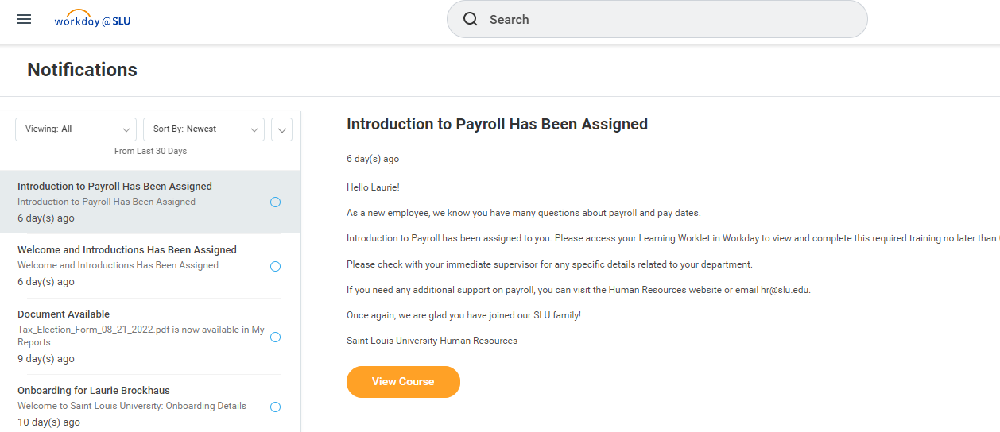 workday@SLU
Search
Notifications
Viewing: All
Sort By: Newest
From Last 30 Days
Introduction to Payroll Has Been Assigned
Introduction to Payroll Has Been Assigned
6 day(s) ago
Welcome and Introductions Has Been Assigned
Welcome and Introductions Has Been Assigned
6 day(s) ago
Document Available
Tax_Election_Form_08_21_2022.pdf is now available in My
Reports
9 day(s) ago
Onboarding for Laurie Brockhaus
Welcome to Saint Louis University: Onboarding Details
10 day(s) ago
Introduction to Payroll Has Been Assigned
6 day(s) ago
Hello Laurie!
As a new employee, we know you have many questions about payroll and pay dates.
Introduction to Payroll has been assigned to you. Please access your Learning Worklet in Workday to view and complete this required training no later than
Please check with your immediate supervisor for any specific details related to your department.
If you need any additional support on payroll, you can visit the Human Resources website or email hr@slu.edu.
Once again, we are glad you have joined our SLU family!
Saint Louis University Human Resources
View Course